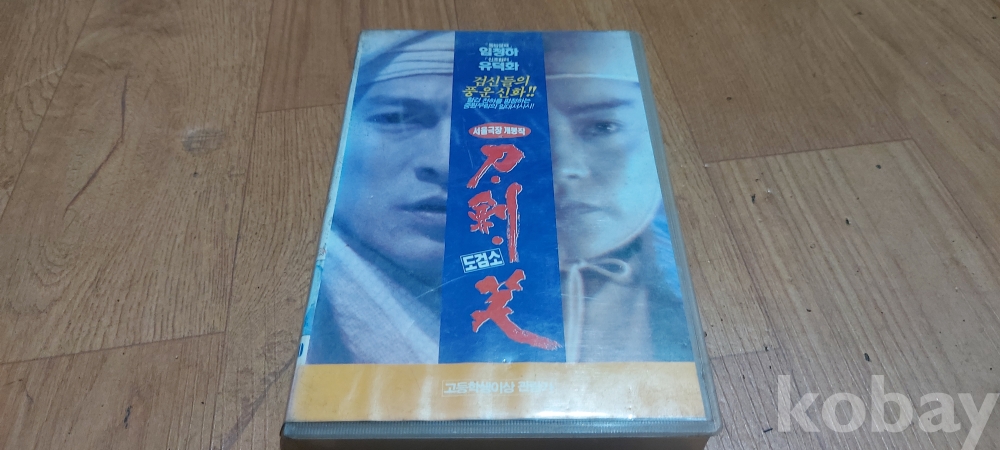 임청하
유덕화
검신들의
풍운신화!!
서울극장 개봉작
刀·劍·笑
도검소
고등학생이상 관람가
kobay